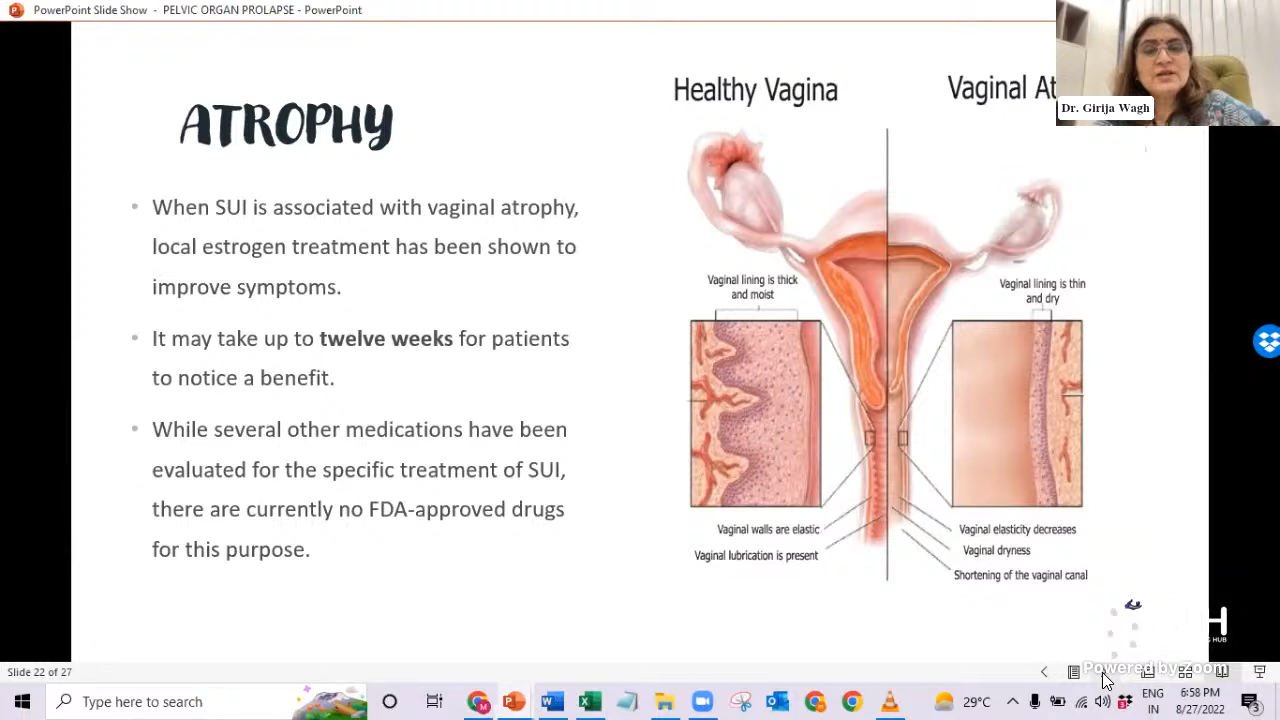 PowerPoint Slide Show - PELVIC ORGAN PROLAPSE - PowerPoint
Dr. Girija Wagh
ATROPHY
• When SUI is associated with vaginal atrophy,
local estrogen treatment has been shown to
improve symptoms.
• It may take up to twelve weeks for patients
to notice a benefit.
• While several other medications have been
evaluated for the specific treatment of SUI,
there are currently no FDA-approved drugs
for this purpose.
Healthy Vagina
Vaginal At
Vaginal lining is thick
and moist
Vaginal lining is thin
and dry
Vaginal walls are elastic
Vaginal lubrication is present
Vaginal elasticity decreases
Vaginal dryness
Shortening of the vaginal canal
H
HUB
Powered by Zoom
Slide 22 of 27
Type here to search
29°C
ENG
IN
6:58 PM
8/27/2022
3